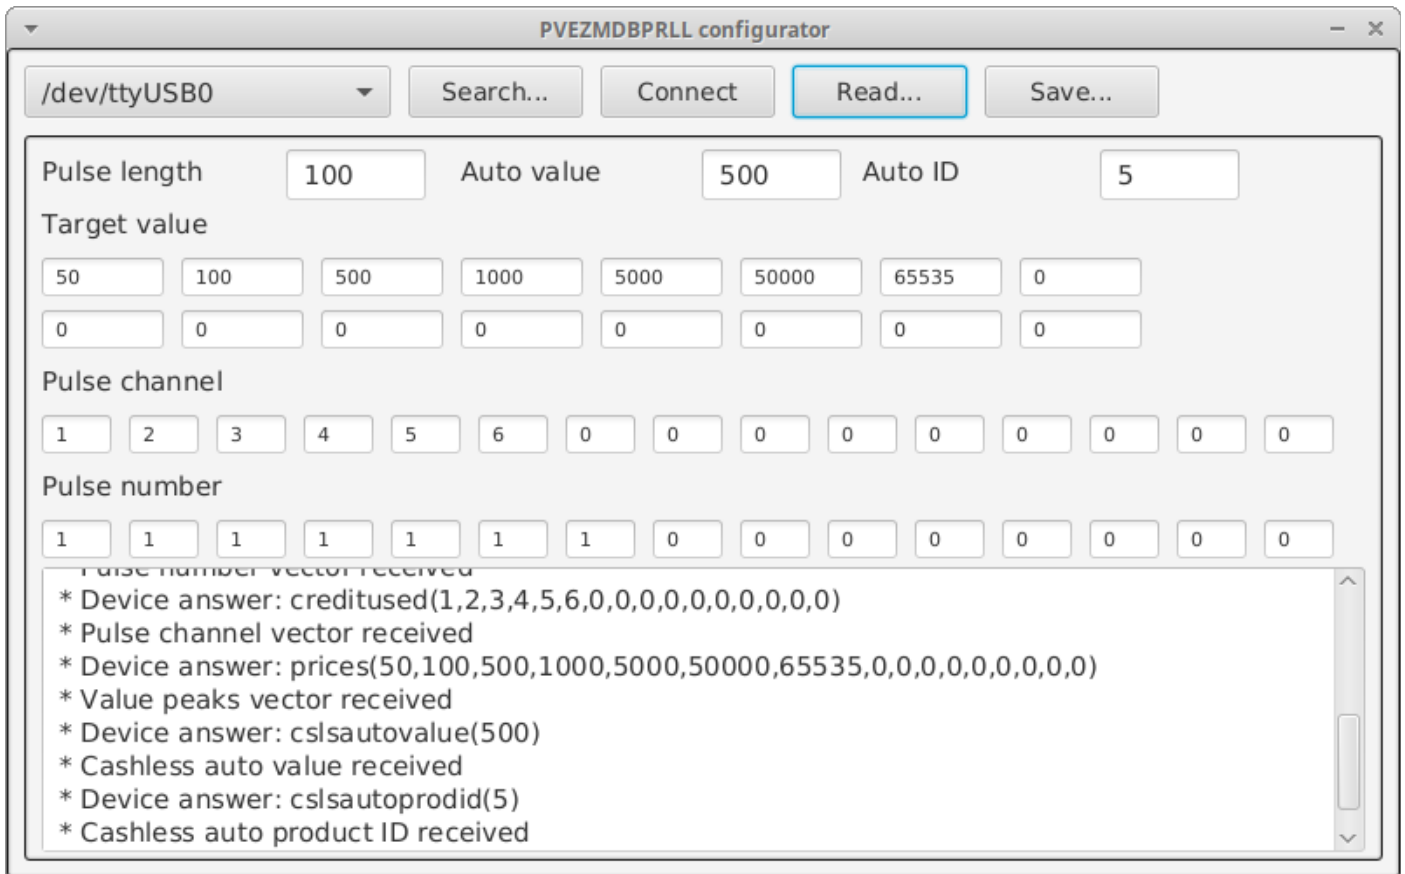 PVEZMDBPRLL configurator
/dev/ttyUSB0 Search... Connect Read... Save...
Pulse length 100 Auto value 500 Auto ID 5
Target value
50 100 500 1000 5000 50000 65535 0
0 0 0 0 0 0 0 0
Pulse channel
1 2 3 4 5 6 0 0 0 0 0 0 0 0 0
Pulse number
1 1 1 1 1 1 1 0 0 0 0 0 0 0 0
* Pulse number vector received
* Device answer: creditused(1,2,3,4,5,6,0,0,0,0,0,0,0,0,0,0)
* Pulse channel vector received
* Device answer: prices(50,100,500,1000,5000,50000,65535,0,0,0,0,0,0,0,0,0)
* Value peaks vector received
* Device answer: cslsautovalue(500)
* Cashless auto value received
* Device answer: cslsautoprodid(5)
* Cashless auto product ID received